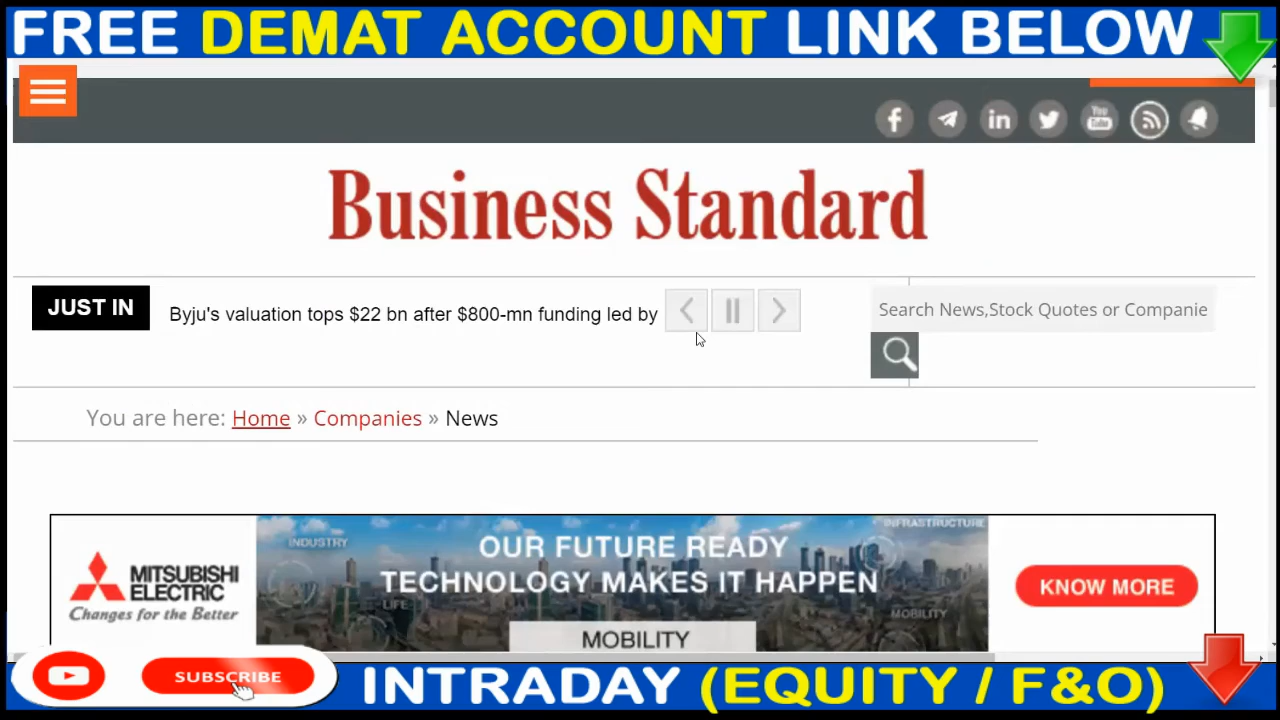 FREE DEMAT ACCOUNT LINK BELOW
You Tube
Business Standard
JUST IN
Byju's valuation tops $22 bn after $800-mn funding led by
Search News,Stock Quotes or Companie
You are here: Home » Companies » News
INFRASTRUCTURE
INDUSTRY
OUR FUTURE READY
TECHNOLOGY MAKES IT HAPPEN
MITSUBISHI
ELECTRIC
Changes for the Better
KNOW MORE
LIFE
MOBILITY
MOBILITY
SUBSCRIBE
INTRADAY (EQUITY / F&O)